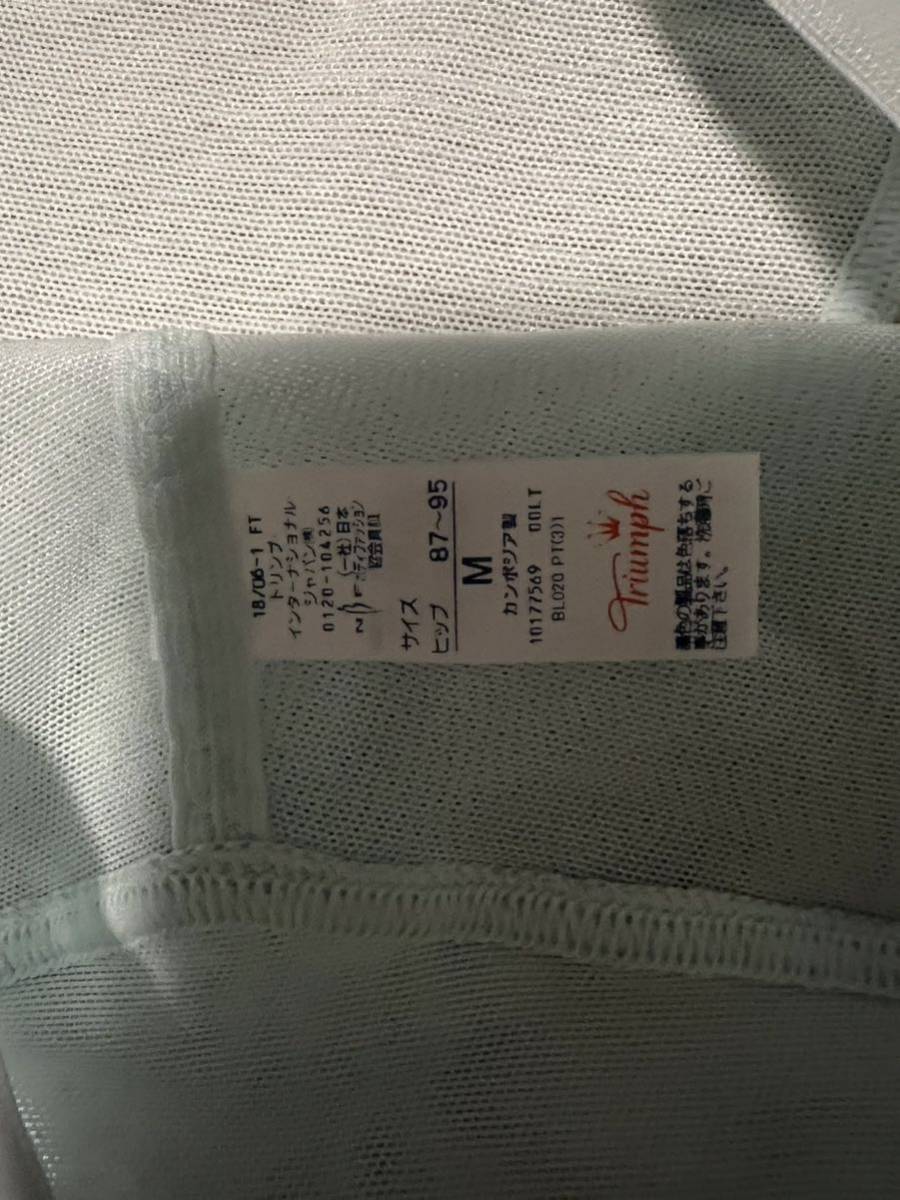 18/06-1 FT
トリンプ
インターナショナル
ジャパン(株)
0120-104256
(一社)日本
ボディファッション
協会員
サイズ
ヒップ 87~95
M
カンボジア製
10177569 00LT
BL020 PT(3)1
Triumph
濃色の製品は色落ちする
事があります。洗濯時ご
注意下さい。